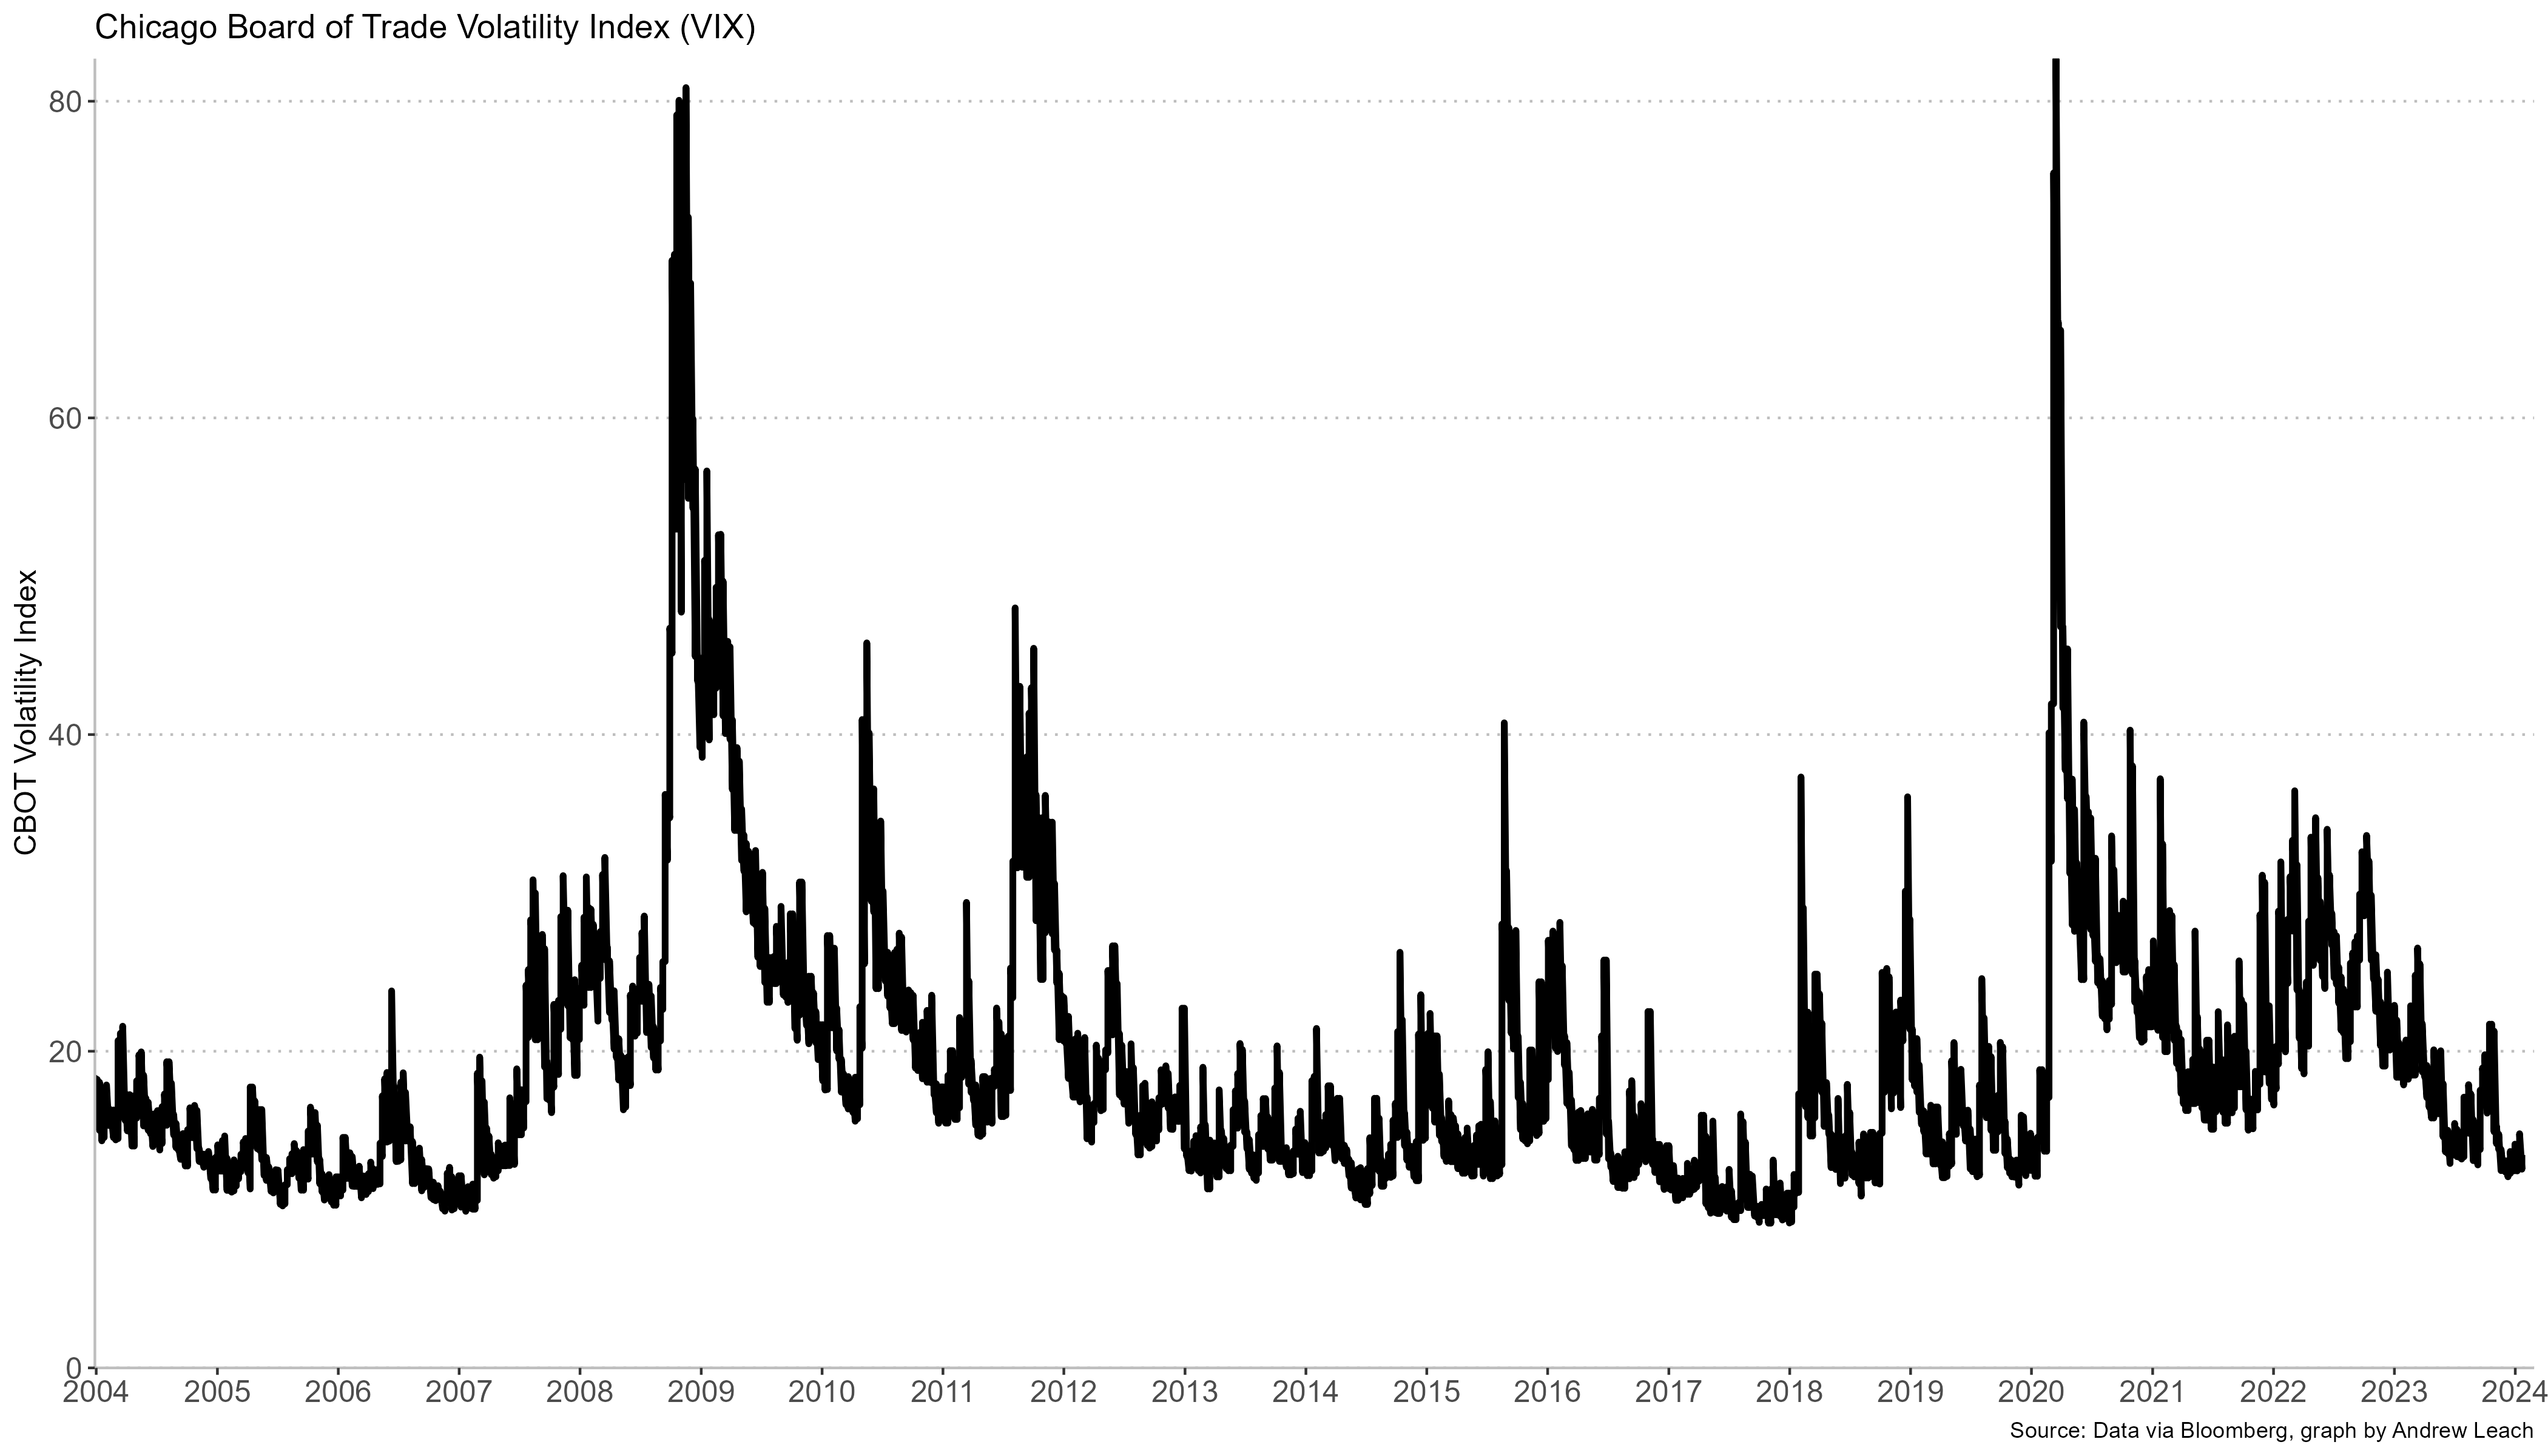 Chicago Board of Trade Volatility Index (VIX)
CBOT Volatility Index
80
60
40
20
0
2004 2005 2006 2007 2008 2009 2010 2011 2012 2013 2014 2015 2016 2017 2018 2019 2020 2021 2022 2023 2024
Source: Data via Bloomberg, graph by Andrew Leach